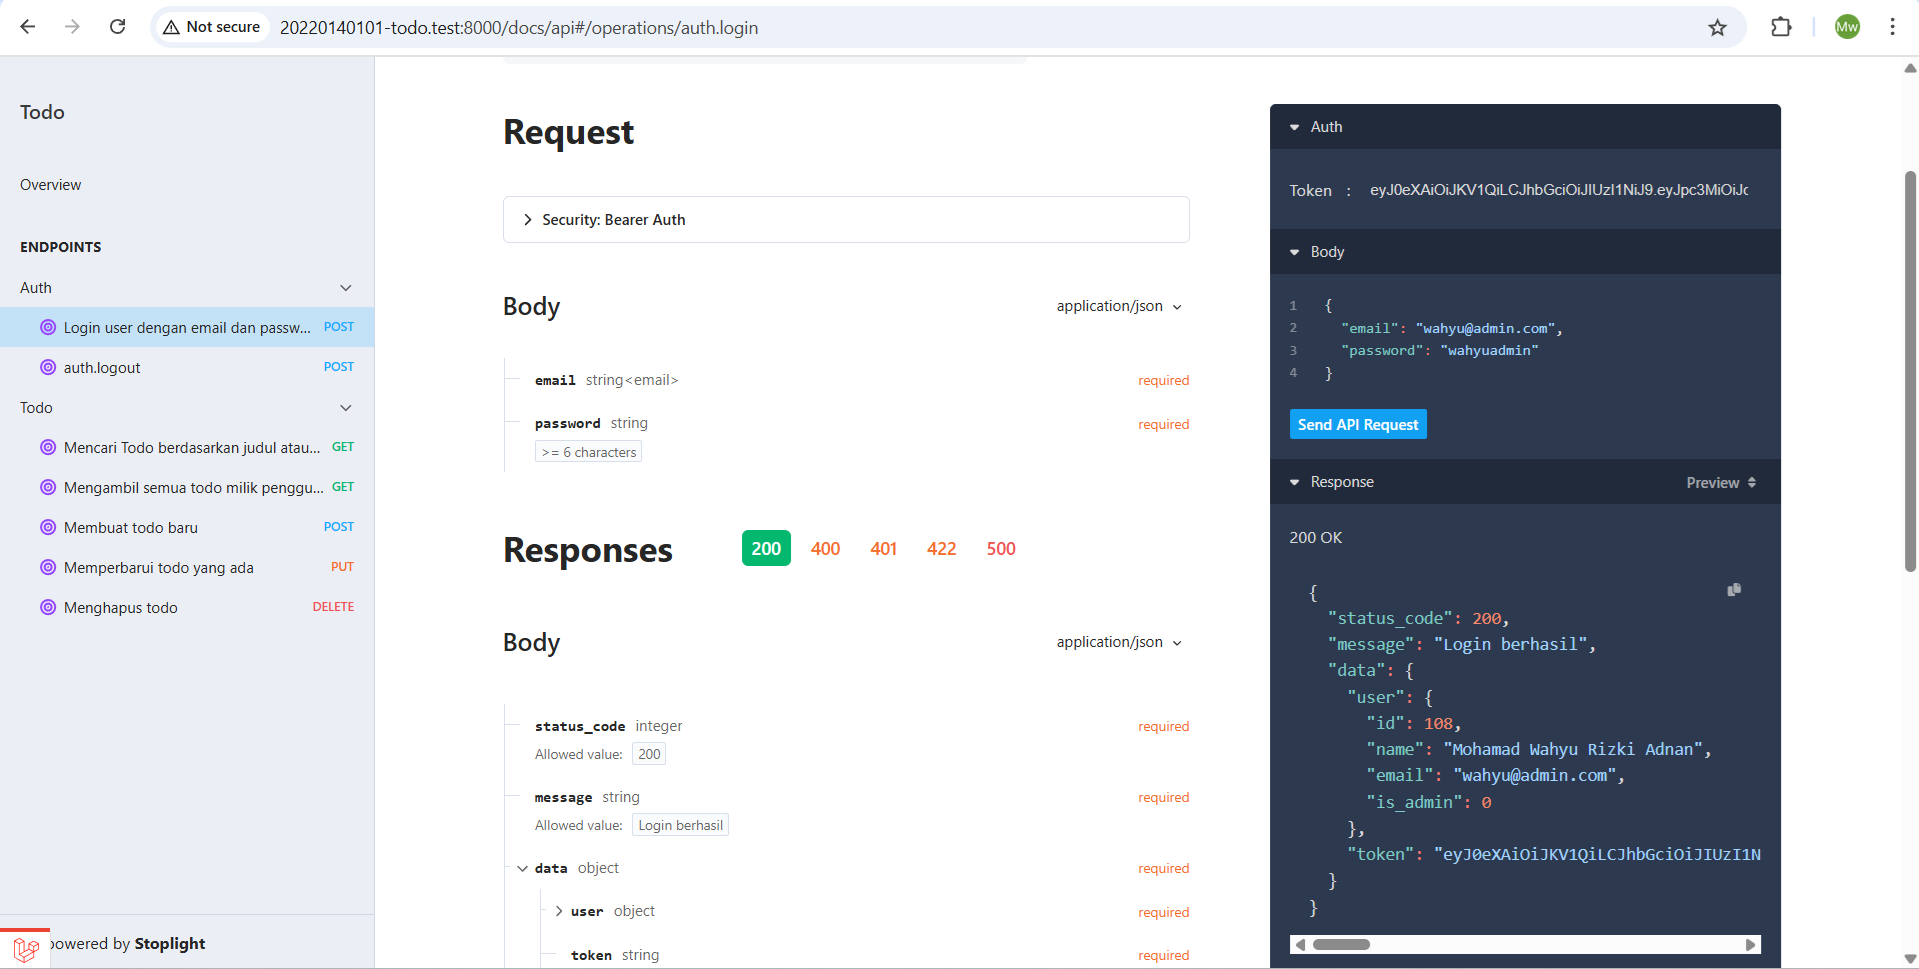 Not secure 20220140101-todo.test:8000/docs/api#/operations/auth.login
Mw
Todo
Overview
ENDPOINTS
Auth
Login user dengan email dan passw... POST
auth.logout POST
Todo
Mencari Todo berdasarkan judul atau... GET
Mengambil semua todo milik penggu... GET
Membuat todo baru POST
Memperbarui todo yang ada PUT
Menghapus todo DELETE
powered by Stoplight
Request
Security: Bearer Auth
Body application/json
email string<email> required
password string required
>= 6 characters
Responses 200 400 401 422 500
Body application/json
status_code integer required
Allowed value: 200
message string required
Allowed value: Login berhasil
data object required
user object required
token string required
Auth
Token : eyJ0eXAiOiJKV1QiLCJhbGciOiJIUzI1NiJ9.eyJpc3MiOiJc
Body
1 {
2 "email": "wahyu@admin.com",
3 "password": "wahyuadmin"
4 }
Send API Request
Response Preview
200 OK
{
"status_code": 200,
"message": "Login berhasil",
"data": {
"user": {
"id": 108,
"name": "Mohamad Wahyu Rizki Adnan",
"email": "wahyu@admin.com",
"is_admin": 0
},
"token": "eyJ0eXAiOiJKV1QiLCJhbGciOiJIUzI1N
}
}